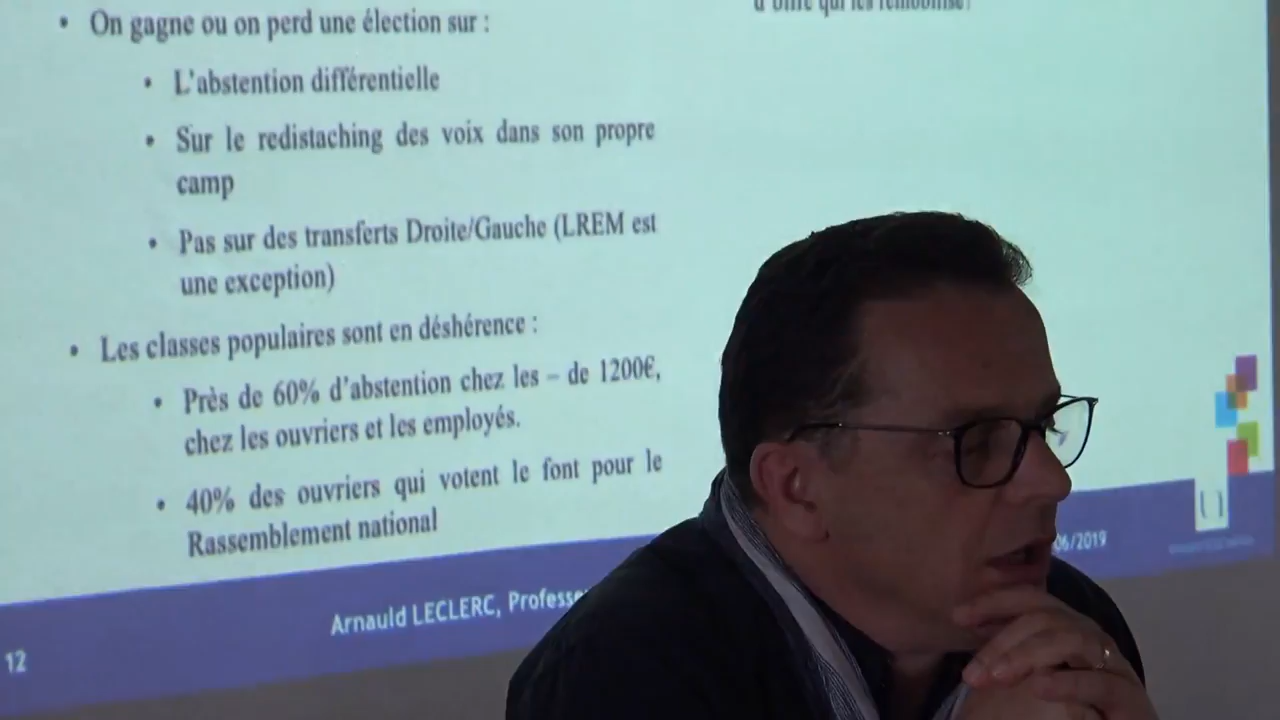 On gagne ou on perd une élection sur :
L'abstention différentielle
Sur le redistaching des voix dans son propre
camp
Pas sur des transferts Droite/Gauche (LREM est
une exception)
Les classes populaires sont en déshérence :
Près de 60% d'abstention chez les – de 1200€,
chez les ouvriers et les employés.
40% des ouvriers qui votent le font pour le
Rassemblement national
12
Arnauld LECLERC,
06/2019